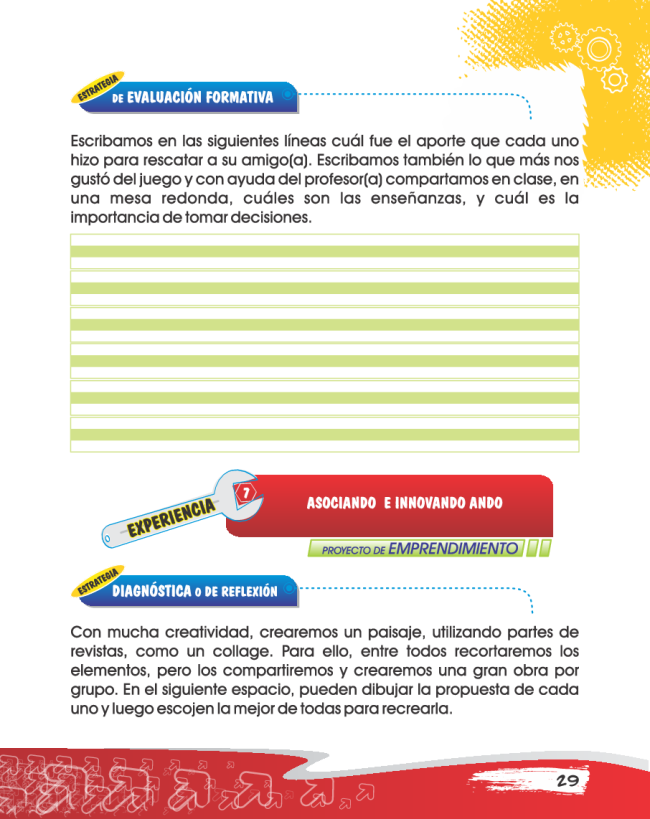 ESTRATEGIA
DE EVALUACIÓN FORMATIVA
Escribamos en las siguientes líneas cuál fue el aporte que cada uno
hizo para rescatar a su amigo(a). Escribamos también lo que más nos
gustó del juego y con ayuda del profesor(a) compartamos en clase, en
una mesa redonda, cuáles son las enseñanzas, y cuál es la
importancia de tomar decisiones.
EXPERIENCIA
7
ASOCIANDO E INNOVANDO ANDO
PROYECTO DE EMPRENDIMIENTO
ESTRATEGIA
DIAGNÓSTICA O DE REFLEXIÓN
Con mucha creatividad, crearemos un paisaje, utilizando partes de
revistas, como un collage. Para ello, entre todos recortaremos los
elementos, pero los compartiremos y crearemos una gran obra por
grupo. En el siguiente espacio, pueden dibujar la propuesta de cada
uno y luego escojen la mejor de todas para recrearla.
29